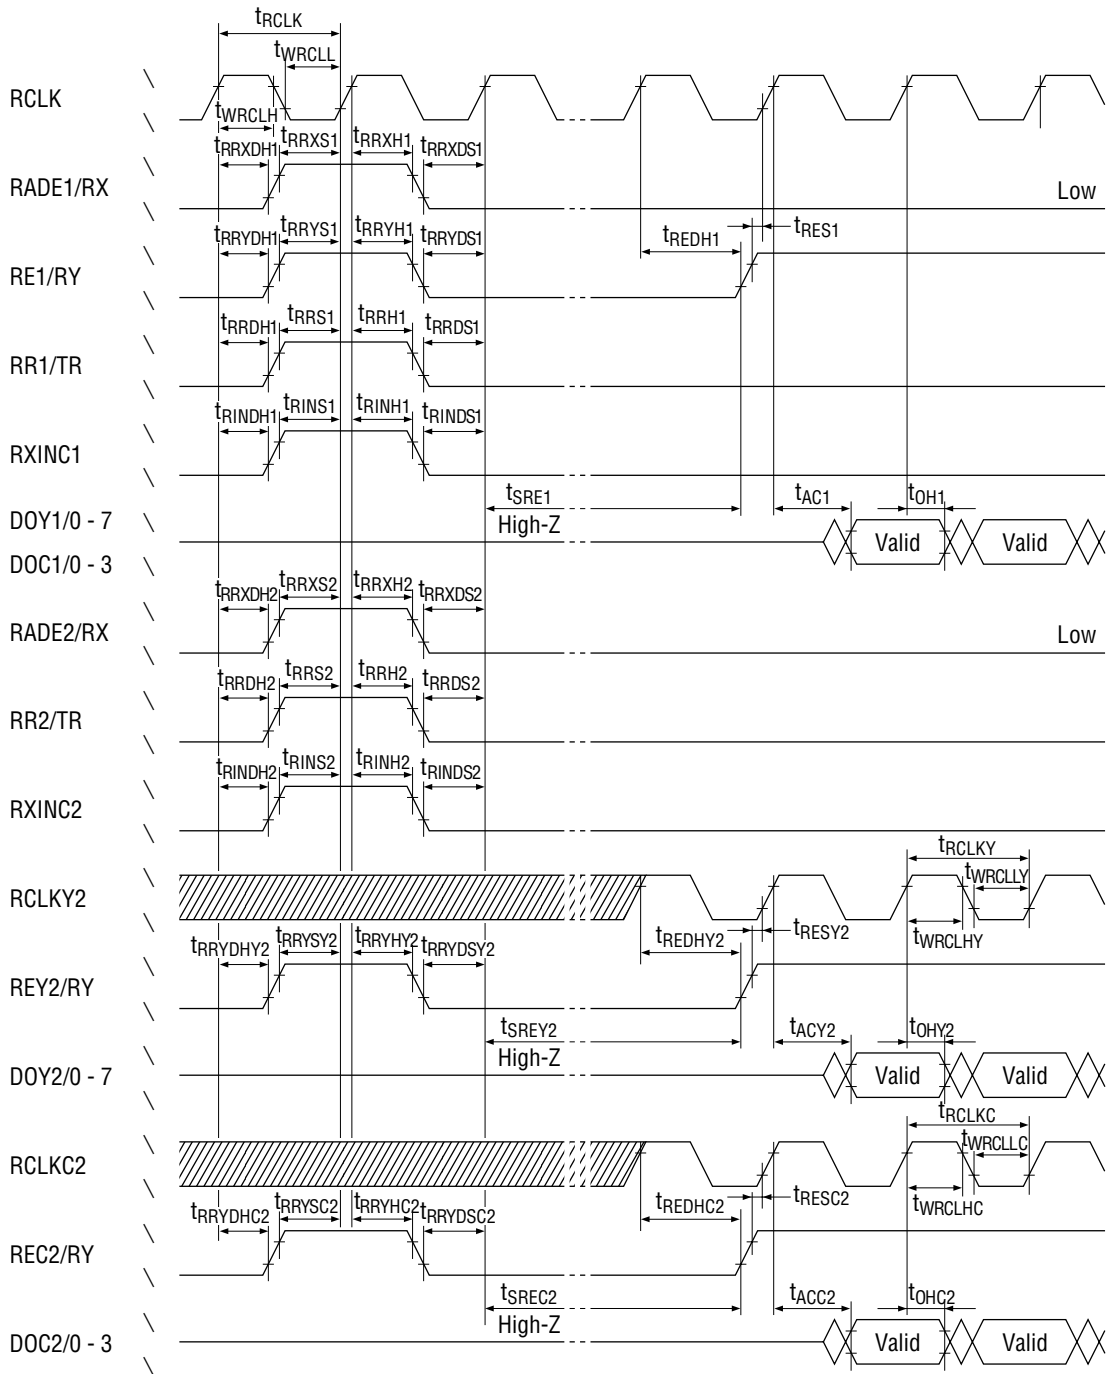 tRCLK
tWRCLL
RCLK
tWRCLH
tRRXDH1 tRRXS1 tRRXH1 tRRXDS1
RADE1/RX Low
tRRYDH1 tRRYS1 tRRYH1 tRRYDS1 tREDH1 tRES1
RE1/RY
tRRDH1 tRRS1 tRRH1 tRRDS1
RR1/TR
tRINDH1 tRINS1 tRINH1 tRINDS1
RXINC1
tSRE1 tAC1 tOH1
DOY1/0 - 7 High-Z Valid Valid
DOC1/0 - 3
tRRXDH2 tRRXS2 tRRXH2 tRRXDS2
RADE2/RX Low
tRRDH2 tRRS2 tRRH2 tRRDS2
RR2/TR
tRINDH2 tRINS2 tRINH2 tRINDS2
RXINC2
tRCLKY
tWRCLLY
RCLKY2
tWRCLHY
tRRYDHY2 tRRYSY2 tRRYHY2 tRRYDSY2 tREDHY2 tRESY2
REY2/RY
tSREY2 tACY2 tOHY2
High-Z
DOY2/0 - 7 Valid Valid
tRCLKC
tWRCLLC
RCLKC2
tWRCLHC
tRRYDHC2 tRRYSC2 tRRYHC2 tRRYDSC2 tREDHC2 tRESC2
REC2/RY
tSREC2 tACC2 tOHC2
High-Z
DOC2/0 - 3 Valid Valid